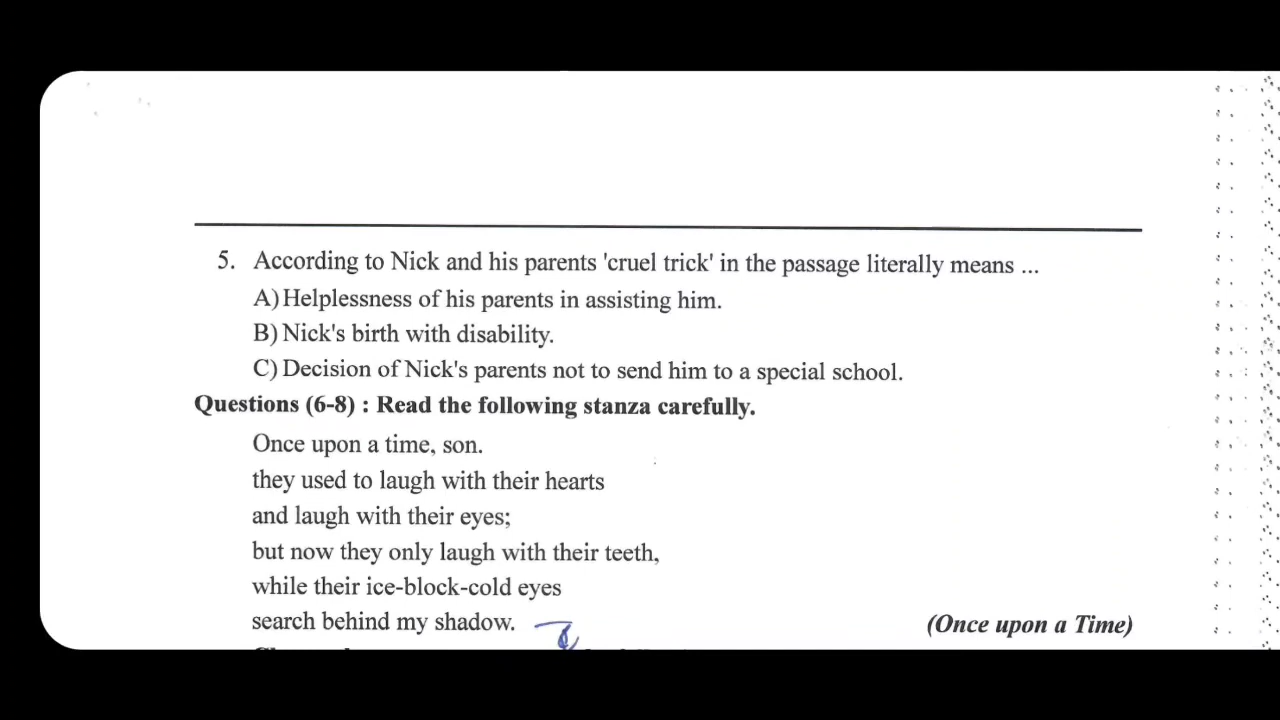 5. According to Nick and his parents 'cruel trick' in the passage literally means ...
A) Helplessness of his parents in assisting him.
B) Nick's birth with disability.
C) Decision of Nick's parents not to send him to a special school.
Questions (6-8) : Read the following stanza carefully.
Once upon a time, son.
they used to laugh with their hearts
and laugh with their eyes;
but now they only laugh with their teeth,
while their ice-block-cold eyes
search behind my shadow.
(Once upon a Time)